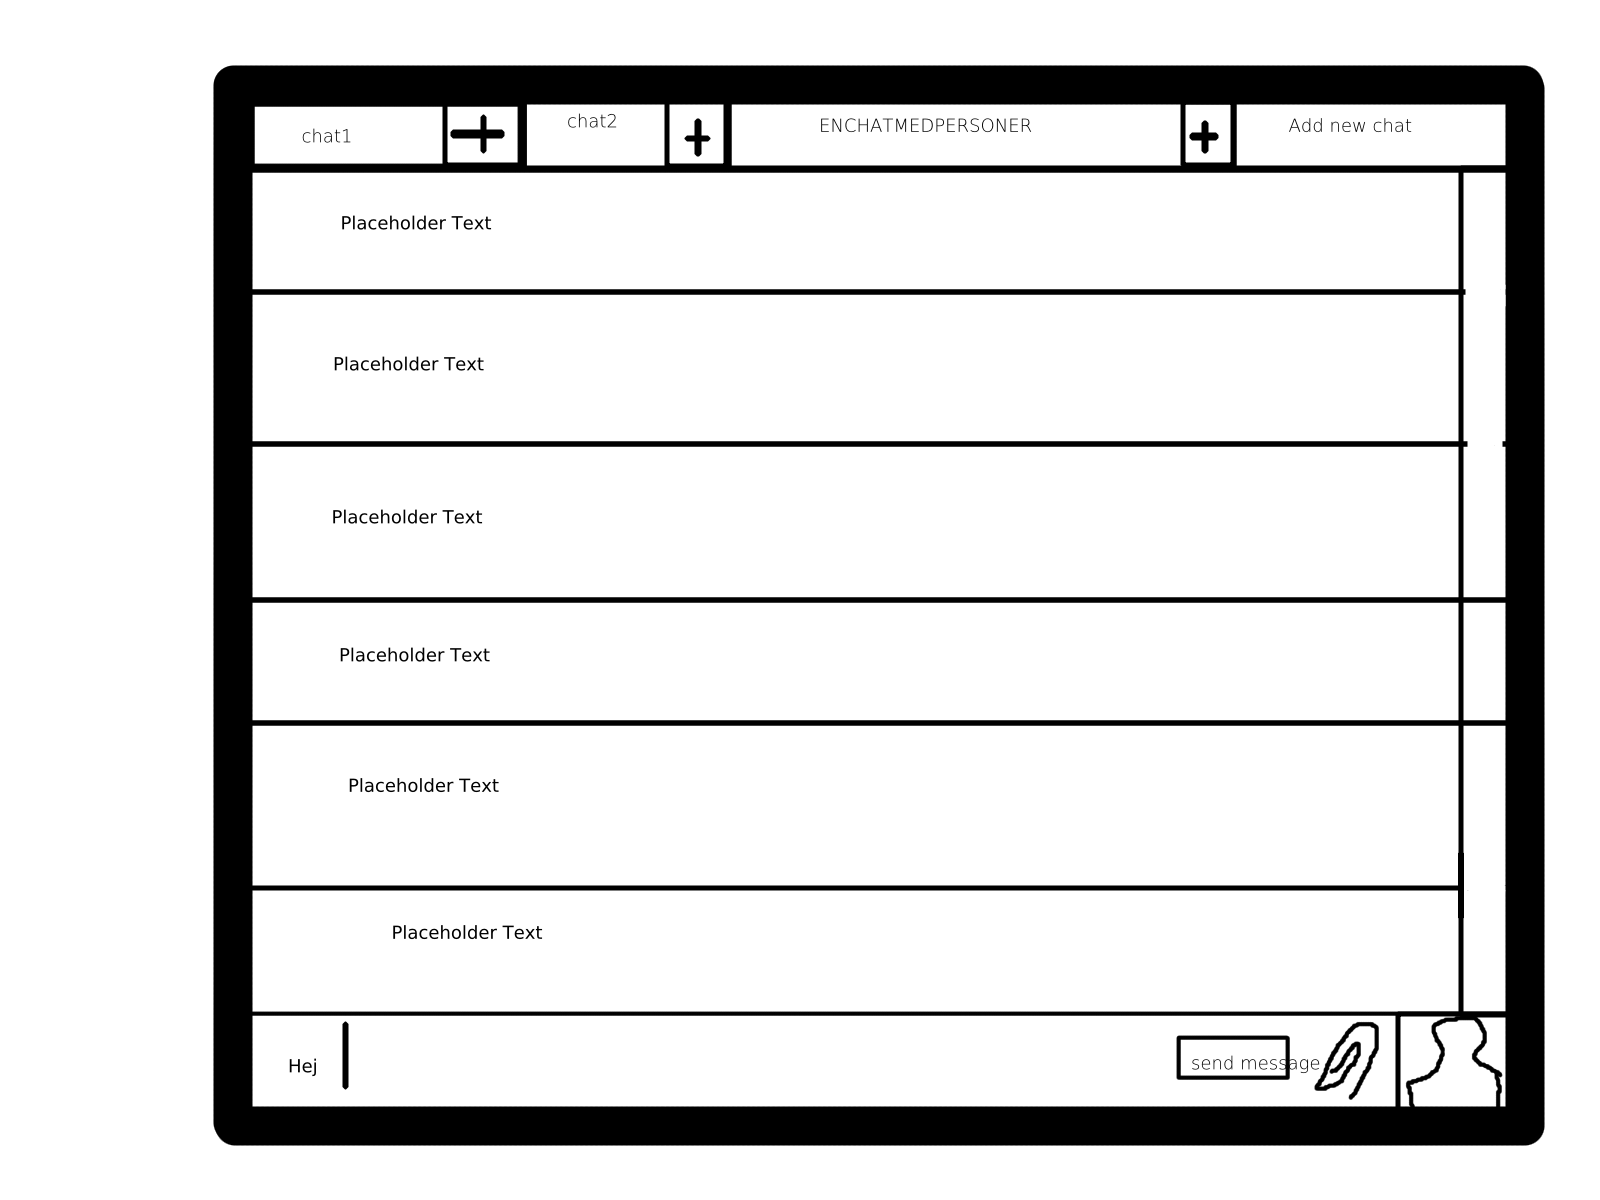 chat1
chat2
ENCHATMEDPERSONER
Add new chat
Placeholder Text
Placeholder Text
Placeholder Text
Placeholder Text
Placeholder Text
Placeholder Text
Hej
send message